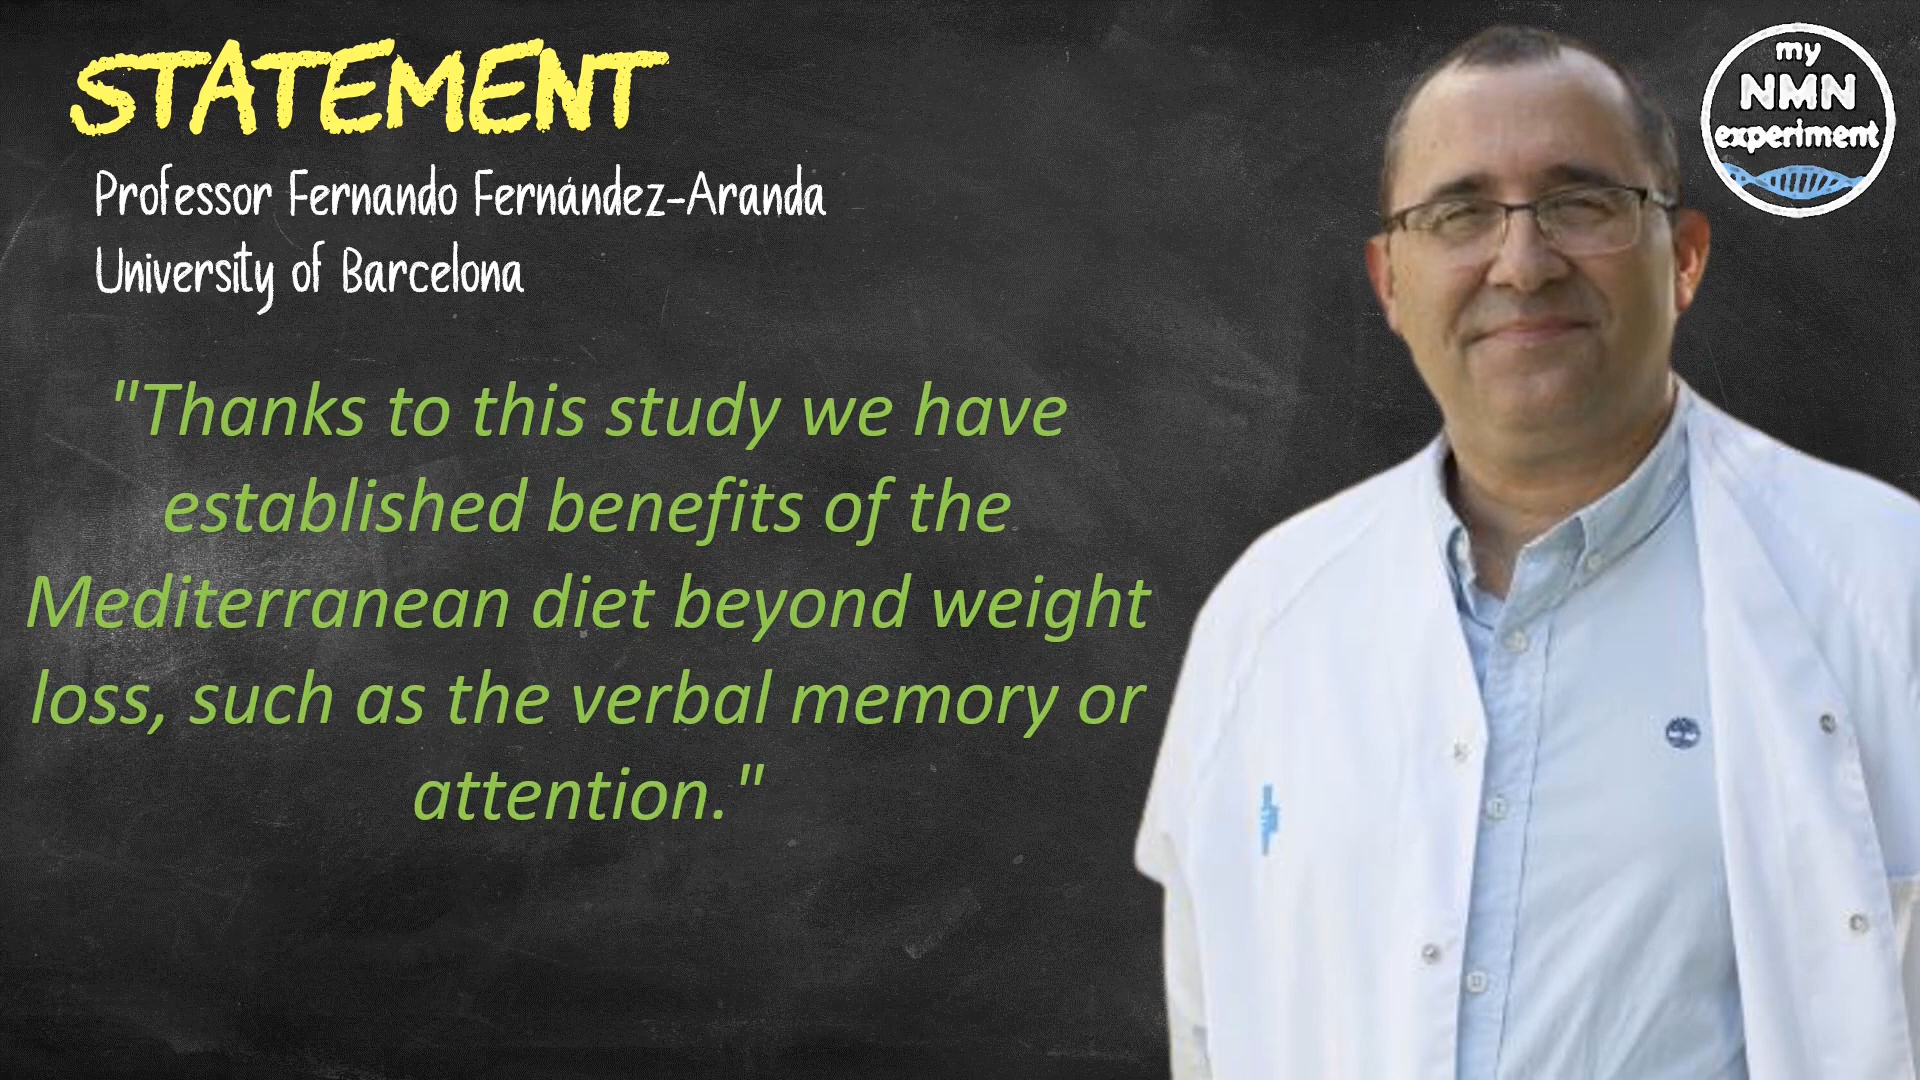 STATEMENT
Professor Fernando Fernández-Aranda
University of Barcelona
"Thanks to this study we have
established benefits of the
Mediterranean diet beyond weight
loss, such as the verbal memory or
attention."
my
NMN
experiment